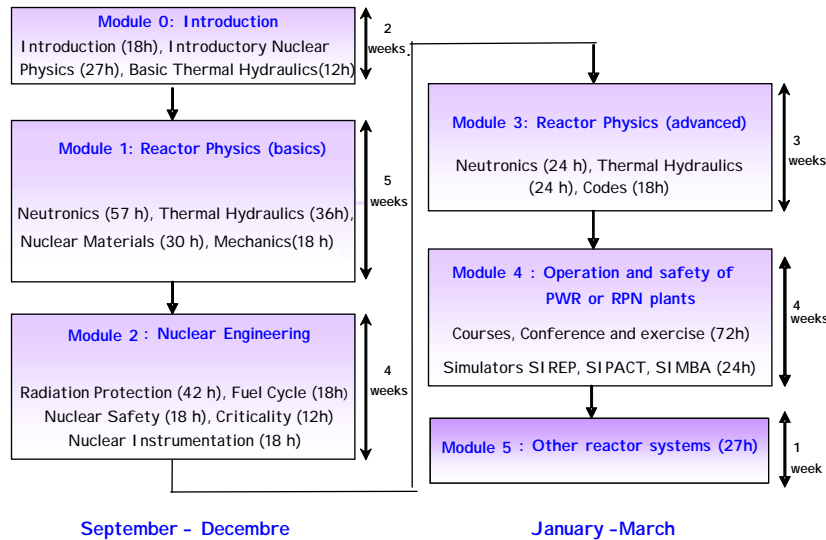 Module 0: Introduction
Introduction (18h), Introductory Nuclear
Physics (27h), Basic Thermal Hydraulics(12h)
2
weeks.
Module 1: Reactor Physics (basics)
Neutronics (57 h), Thermal Hydraulics (36h),
Nuclear Materials (30 h), Mechanics(18 h)
5
weeks
Module 2 : Nuclear Engineering
Radiation Protection (42 h), Fuel Cycle (18h)
Nuclear Safety (18 h), Criticality (12h)
Nuclear Instrumentation (18 h)
4
weeks
September - Decembre
Module 3: Reactor Physics (advanced)
Neutronics (24 h), Thermal Hydraulics
(24 h), Codes (18h)
3
weeks
Module 4 : Operation and safety of
PWR or RPN plants
Courses, Conference and exercise (72h)
Simulators SIREP, SIPACT, SIMBA (24h)
4
weeks
Module 5 : Other reactor systems (27h)
1
week
January -March